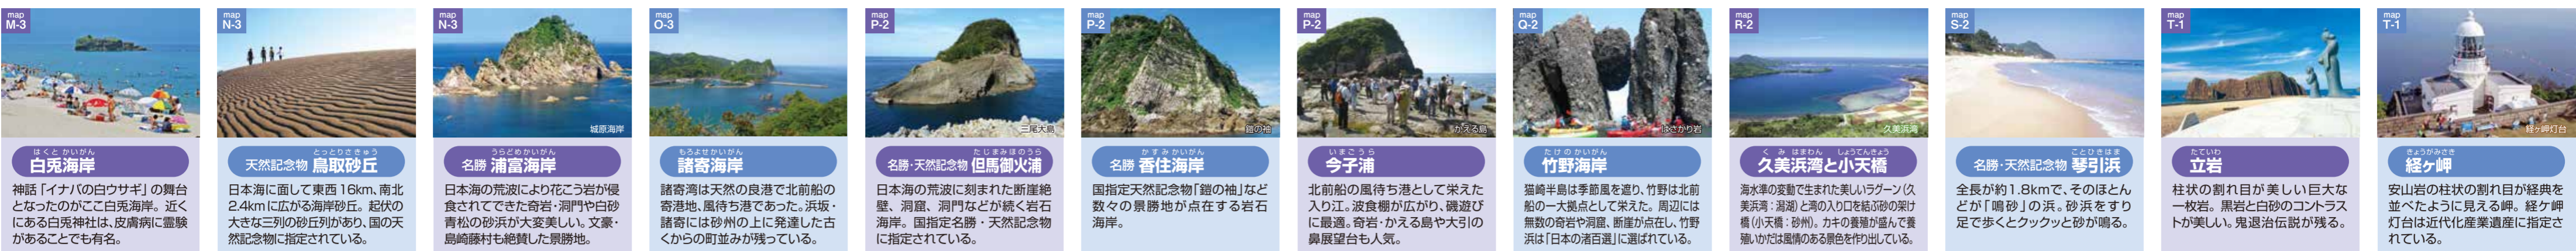 map
M-3
はくとかいがん
白兎海岸
神話「イナバの白ウサギ」の舞台
となったのがここ白兎海岸。近く
にある白兎神社は、皮膚病に霊験
があることでも有名。
map
N-3
とっとりさきゅう
天然記念物 鳥取砂丘
日本海に面して東西16km、南北
2.4kmに広がる海岸砂丘。起伏の
大きな三列の砂丘列があり、国の天
然記念物に指定されている。
map
N-3
城原海岸
うらどめかいがん
名勝 浦富海岸
日本海の荒波により花こう岩が侵
食されてできた奇岩・洞門や白砂
青松の砂浜が大変美しい。文豪・
島崎藤村も絶賛した景勝地。
map
O-3
もろよせかいがん
諸寄海岸
諸寄湾は天然の良港で北前船の
寄港地、風待ち港であった。浜坂・
諸寄には砂州の上に発達した古
くからの町並みが残っている。
map
P-2
三尾大島
たじまみほのうら
名勝・天然記念物 但馬御火浦
日本海の荒波に刻まれた断崖絶
壁、洞窟、洞門などが続く岩石
海岸。国指定名勝・天然記念物
に指定されている。
map
P-2
鎧の袖
かすみかいがん
名勝 香住海岸
国指定天然記念物「鎧の袖」など
数々の景勝地が点在する岩石
海岸。
map
P-2
かえる島
いまごうら
今子浦
北前船の風待ち港として栄えた
入り江。波食棚が広がり、磯遊び
に最適。奇岩・かえる島や大引の
鼻展望台も人気。
map
Q-2
はさかり岩
たけのかいがん
竹野海岸
猫崎半島は季節風を遮り、竹野は北前
船の一大拠点として栄えた。周辺には
無数の奇岩や洞窟、断崖が点在し、竹野
浜は「日本の渚百選」に選ばれている。
map
R-2
久美浜湾
くみはまわん しょうてんきょう
久美浜湾と小天橋
海水準の変動で生まれた美しいラグーン（久
美浜湾：潟湖）と湾の入り口を結ぶ砂の架け
橋（小天橋：砂州）。カキの養殖が盛んで養
殖いかだは風情のある景色を作り出している。
map
S-2
ことひきはま
名勝・天然記念物 琴引浜
全長が約1.8kmで、そのほとん
どが「鳴砂」の浜。砂浜をすり
足で歩くとクックッと砂が鳴る。
map
T-1
たていわ
立岩
柱状の割れ目が美しい巨大な
一枚岩。黒岩と白砂のコントラス
トが美しい。鬼退治伝説が残る。
map
T-1
経ヶ岬灯台
きょうがみさき
経ヶ岬
安山岩の柱状の割れ目が経典を
並べたように見える岬。経ケ岬
灯台は近代化産業遺産に指定さ
れている。